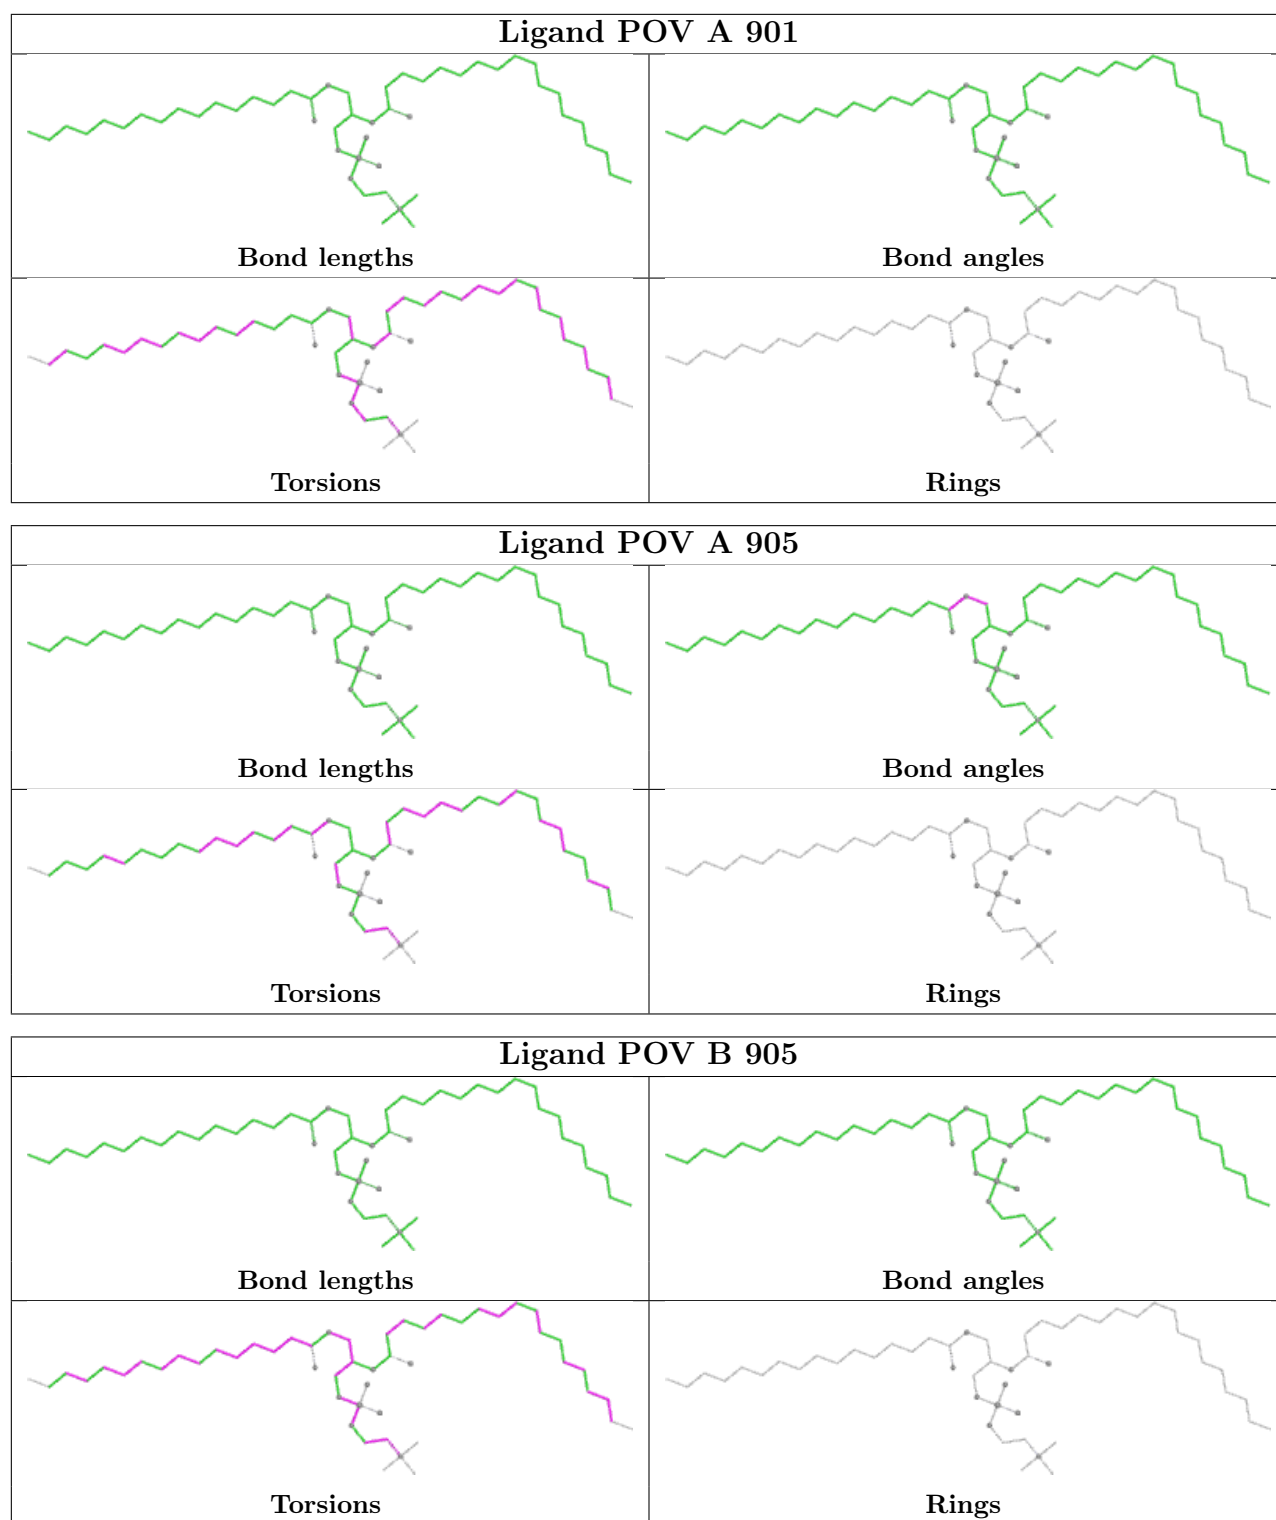 Ligand POV A 901
Bond lengths
Bond angles
Torsions
Rings
Ligand POV A 905
Bond lengths
Bond angles
Torsions
Rings
Ligand POV B 905
Bond lengths
Bond angles
Torsions
Rings